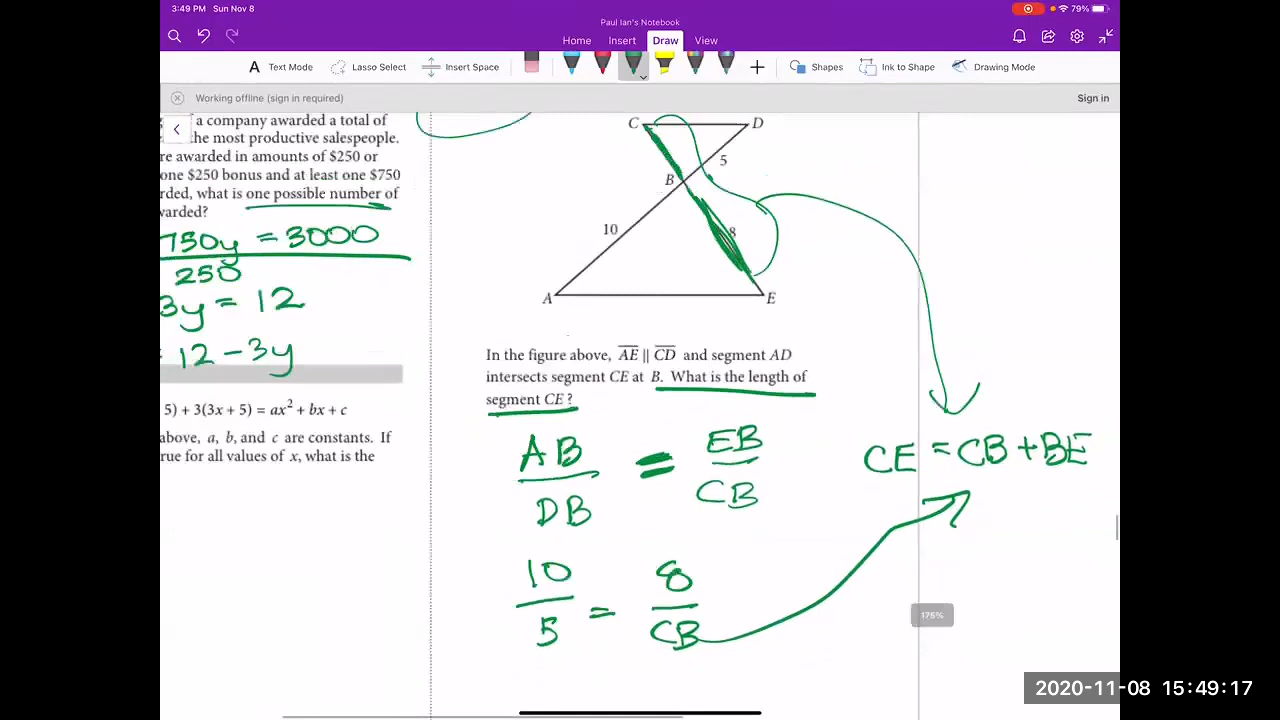 3:49 PM Sun Nov 8
79%
Paul Ian's Notebook
Home Insert Draw View
A Text Mode Lasso Select Insert Space + Shapes Ink to Shape Drawing Mode
Working offline (sign in required) Sign in
a company awarded a total of
the most productive salespeople.
re awarded in amounts of $250 or
one $250 bonus and at least one $750
rded, what is one possible number of
warded?
750y = 3000
250
3y = 12
= 12 - 3y
5) + 3(3x + 5) = ax² + bx + c
above, a, b, and c are constants. If
rue for all values of x, what is the
C D
5
B
10 8
A E
In the figure above, AE || CD and segment AD
intersects segment CE at B. What is the length of
segment CE?
AB = EB
DB CB
CE = CB + BE
10 = 8
5 CB
175%
2020-11-08 15:49:17